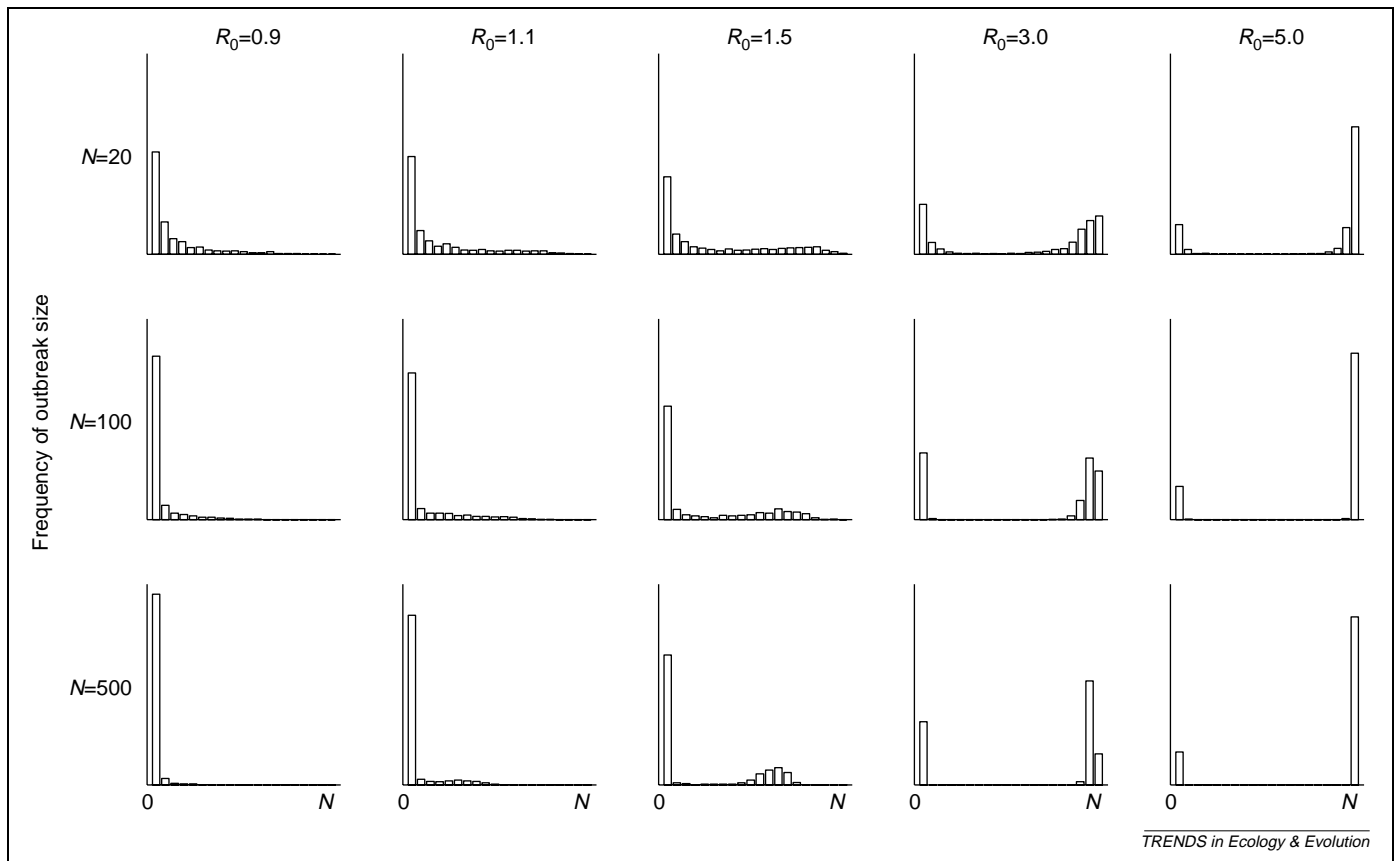 R0=0.9 R0=1.1 R0=1.5 R0=3.0 R0=5.0
N=20
Frequency of outbreak size
N=100
N=500
0 N 0 N 0 N 0 N 0 N
TRENDS in Ecology & Evolution